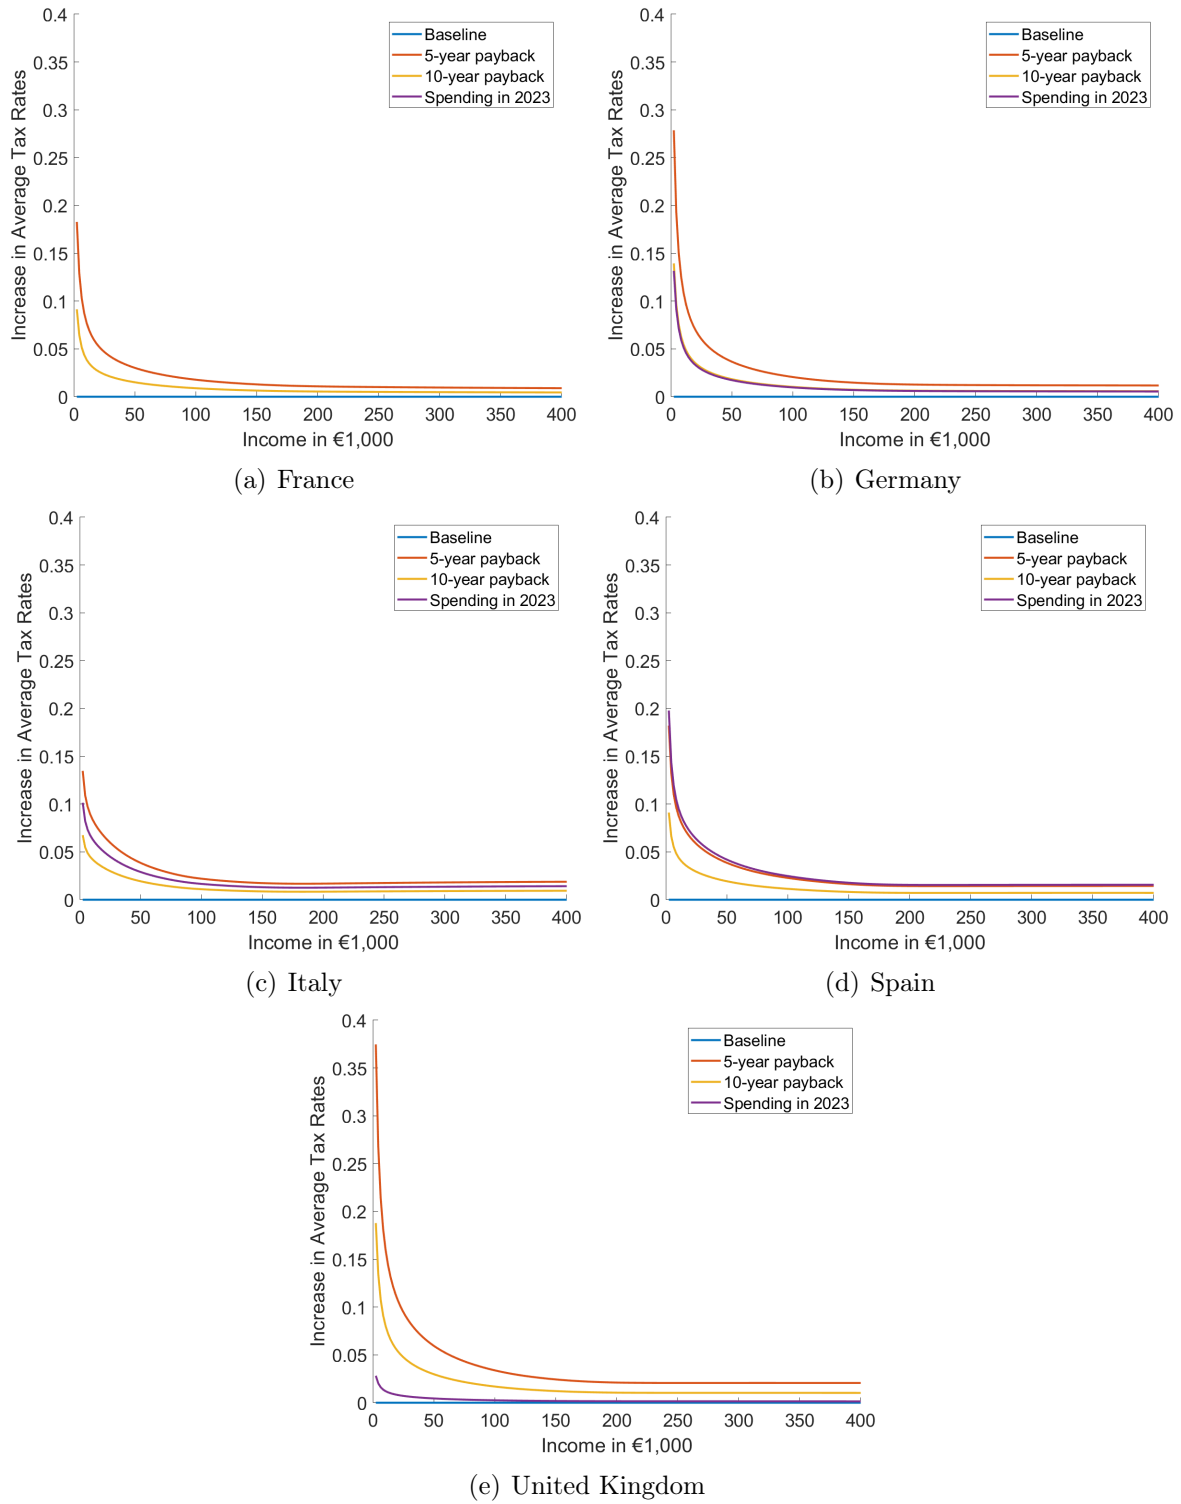 Increase in Average Tax Rates
0.4
0.35
0.3
0.25
0.2
0.15
0.1
0.05
0
0 50 100 150 200 250 300 350 400
Income in €1,000
Baseline
5-year payback
10-year payback
Spending in 2023
(a) France
Increase in Average Tax Rates
0.4
0.35
0.3
0.25
0.2
0.15
0.1
0.05
0
0 50 100 150 200 250 300 350 400
Income in €1,000
Baseline
5-year payback
10-year payback
Spending in 2023
(b) Germany
Increase in Average Tax Rates
0.4
0.35
0.3
0.25
0.2
0.15
0.1
0.05
0
0 50 100 150 200 250 300 350 400
Income in €1,000
Baseline
5-year payback
10-year payback
Spending in 2023
(c) Italy
Increase in Average Tax Rates
0.4
0.35
0.3
0.25
0.2
0.15
0.1
0.05
0
0 50 100 150 200 250 300 350 400
Income in €1,000
Baseline
5-year payback
10-year payback
Spending in 2023
(d) Spain
Increase in Average Tax Rates
0.4
0.35
0.3
0.25
0.2
0.15
0.1
0.05
0
0 50 100 150 200 250 300 350 400
Income in €1,000
Baseline
5-year payback
10-year payback
Spending in 2023
(e) United Kingdom